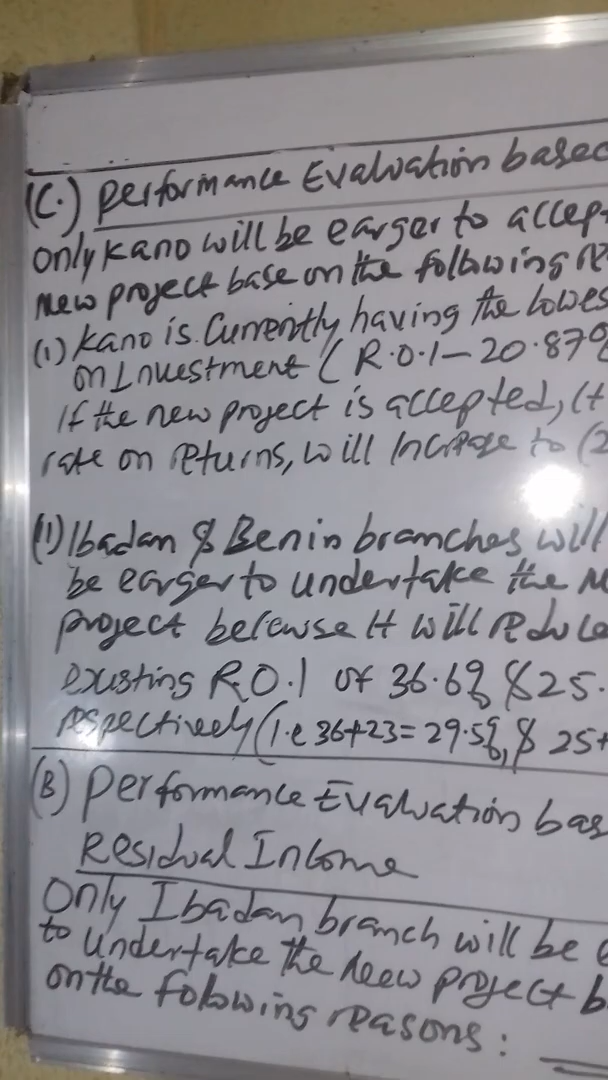 (C.) Performance Evaluation based
Only Kano will be earger to accep
New project base on the following re
(1) Kano is Currently having the lowes
on Investment (R.O.I - 20.87%
If the new project is accepted, (t
rate on returns, will Increase to (2
(1) Ibadan & Benin branches will
be earger to undertake the N
project because It will reduce
Existing R.O.I of 36.6% & 25.
respectively (I.e 36+23=29.5%, & 25+
(B) Performance Evaluation bas
Residual Income
Only Ibadan branch will be e
to undertake the New project b
on the following reasons: